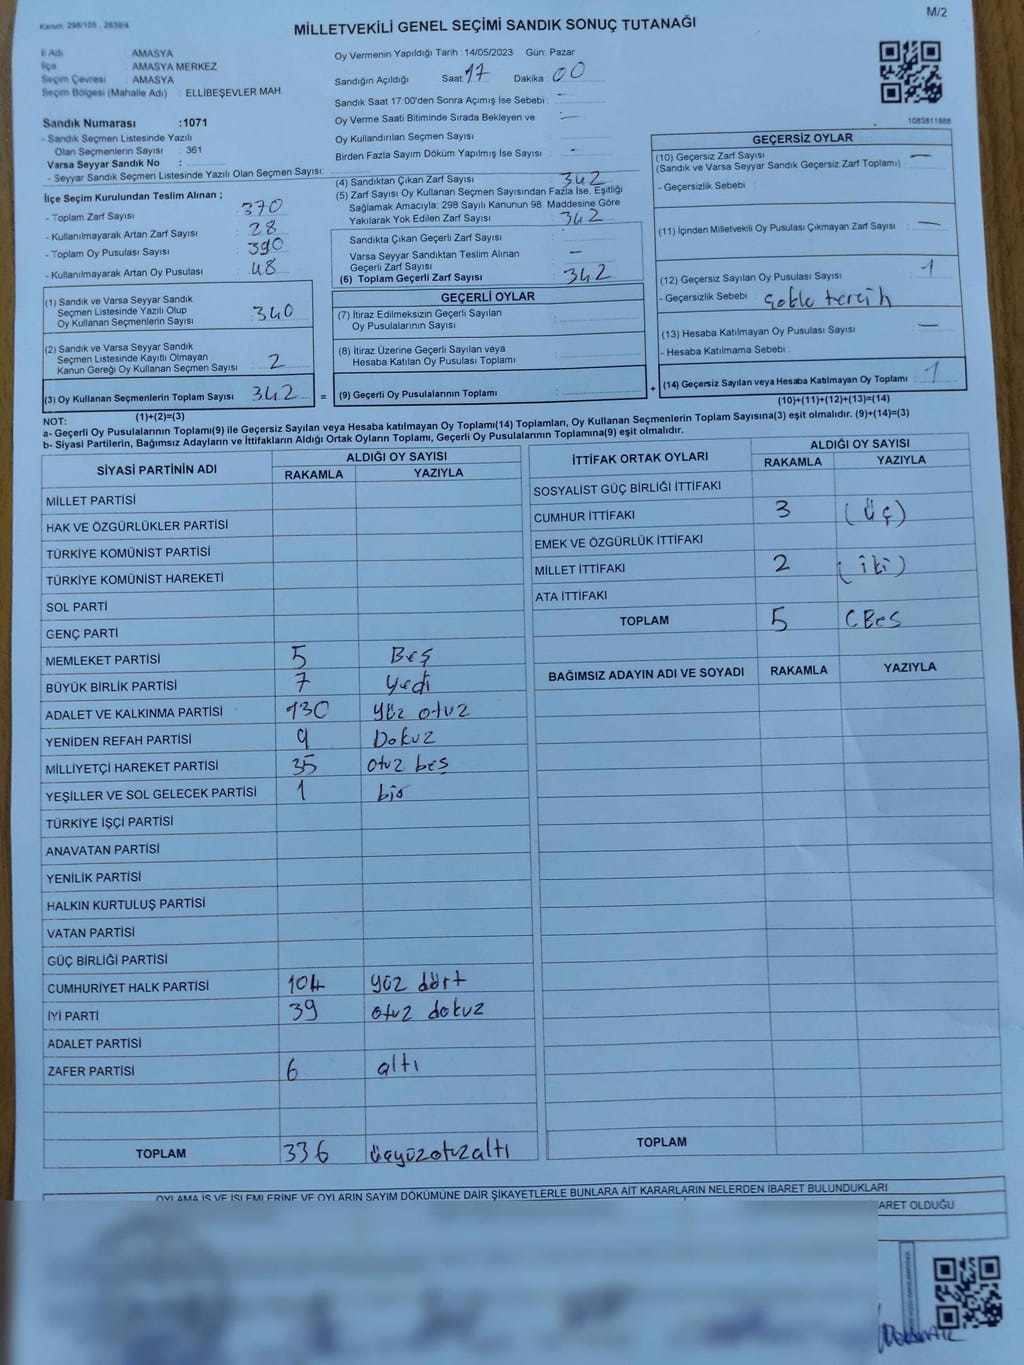 Kanun: 298/105 , 2839/4
M/2
MİLLETVEKİLİ GENEL SEÇİMİ SANDIK SONUÇ TUTANAĞI
İl Adı : AMASYA
İlçe : AMASYA MERKEZ
Seçim Çevresi : AMASYA
Seçim Bölgesi (Mahalle Adı) : ELLİBEŞEVLER MAH
Sandık Numarası :1071
- Sandık Seçmen Listesinde Yazılı
Olan Seçmenlerin Sayısı : 361
Varsa Seyyar Sandık No :
- Seyyar Sandık Seçmen Listesinde Yazılı Olan Seçmen Sayısı:
Oy Vermenin Yapıldığı Tarih :14/05/2023 Gün: Pazar
Sandığın Açıldığı Saat: 17 Dakika 00
Sandık Saat 17:00'den Sonra Açımış İse Sebebi : -
Oy Verme Saati Bitiminde Sırada Bekleyen ve : -
Oy Kullandırılan Seçmen Sayısı
Birden Fazla Sayım Döküm Yapılmış İse Sayısı : -
1083811888
İlçe Seçim Kurulundan Teslim Alınan ;
- Toplam Zarf Sayısı : 370
- Kullanılmayarak Artan Zarf Sayısı : 28
- Toplam Oy Pusulası Sayısı : 390
- Kullanılmayarak Artan Oy Pusulası : 48
(1) Sandık ve Varsa Seyyar Sandık
Seçmen Listesinde Yazılı Olup
Oy Kullanan Seçmenlerin Sayısı : 340
(2) Sandık ve Varsa Seyyar Sandık
Seçmen Listesinde Kayıtlı Olmayan
Kanun Gereği Oy Kullanan Seçmen Sayısı : 2
(3) Oy Kullanan Seçmenlerin Toplam Sayısı : 342 =
(1)+(2)=(3)
(4) Sandıktan Çıkan Zarf Sayısı : 342
(5) Zarf Sayısı Oy Kullanan Seçmen Sayısından Fazla İse, Eşitliği
Sağlamak Amacıyla; 298 Sayılı Kanunun 98. Maddesine Göre
Yakılarak Yok Edilen Zarf Sayısı : 342
Sandıkta Çıkan Geçerli Zarf Sayısı :
Varsa Seyyar Sandıktan Teslim Alınan
Geçerli Zarf Sayısı : -
(6) Toplam Geçerli Zarf Sayısı : 342
GEÇERLİ OYLAR
(7) İtiraz Edilmeksizin Geçerli Sayılan
Oy Pusulalarının Sayısı :
(8) İtiraz Üzerine Geçerli Sayılan veya
Hesaba Katılan Oy Pusulası Toplamı :
(9) Geçerli Oy Pusulalarının Toplamı : +
GEÇERSİZ OYLAR
(10) Geçersiz Zarf Sayısı : -
(Sandık ve Varsa Seyyar Sandık Geçersiz Zarf Toplamı)
- Geçersizlik Sebebi :
(11) İçinden Milletvekili Oy Pusulası Çıkmayan Zarf Sayısı : -
(12) Geçersiz Sayılan Oy Pusulası Sayısı : 1
- Geçersizlik Sebebi : çoklu tercih
(13) Hesaba Katılmayan Oy Pusulası Sayısı : -
- Hesaba Katılmama Sebebi :
(14) Geçersiz Sayılan veya Hesaba Katılmayan Oy Toplamı : 1
(10)+(11)+(12)+(13)=(14)
NOT:
a- Geçerli Oy Pusulalarının Toplamı(9) ile Geçersiz Sayılan veya Hesaba Katılmayan Oy Toplamı(14) Toplamları, Oy Kullanan Seçmenlerin Toplam Sayısına(3) eşit olmalıdır. (9)+(14)=(3)
b- Siyasi Partilerin, Bağımsız Adayların ve İttifakların Aldığı Ortak Oyların Toplamı, Geçerli Oy Pusulalarının Toplamına(9) eşit olmalıdır.
SİYASİ PARTİNİN ADI ALDIĞI OY SAYISI
RAKAMLA YAZIYLA
MİLLET PARTİSİ
HAK VE ÖZGÜRLÜKLER PARTİSİ
TÜRKİYE KOMÜNİST PARTİSİ
TÜRKİYE KOMÜNİST HAREKETİ
SOL PARTİ
GENÇ PARTİ
MEMLEKET PARTİSİ 5 Beş
BÜYÜK BİRLİK PARTİSİ 7 Yedi
ADALET VE KALKINMA PARTİSİ 130 yüz otuz
YENİDEN REFAH PARTİSİ 9 Dokuz
MİLLİYETÇİ HAREKET PARTİSİ 35 otuz beş
YEŞİLLER VE SOL GELECEK PARTİSİ 1 bir
TÜRKİYE İŞÇİ PARTİSİ
ANAVATAN PARTİSİ
YENİLİK PARTİSİ
HALKIN KURTULUŞ PARTİSİ
VATAN PARTİSİ
GÜÇ BİRLİĞİ PARTİSİ
CUMHURİYET HALK PARTİSİ 104 yüz dört
İYİ PARTİ 39 otuz dokuz
ADALET PARTİSİ
ZAFER PARTİSİ 6 altı
TOPLAM 336 üçyüzotuzaltı
İTTİFAK ORTAK OYLARI ALDIĞI OY SAYISI
RAKAMLA YAZIYLA
SOSYALİST GÜÇ BİRLİĞİ İTTİFAKI
CUMHUR İTTİFAKI 3 (üç)
EMEK VE ÖZGÜRLÜK İTTİFAKI
MİLLET İTTİFAKI 2 (iki)
ATA İTTİFAKI
TOPLAM 5 (Beş
BAĞIMSIZ ADAYIN ADI VE SOYADI RAKAMLA YAZIYLA
TOPLAM
OYLAMA İŞ VE İŞLEMLERİNE VE OYLARIN SAYIM DÖKÜMÜNE DAİR ŞİKAYETLERLE BUNLARA AİT KARARLARIN NELERDEN İBARET BULUNDUKLARI
ARET OLDUĞU